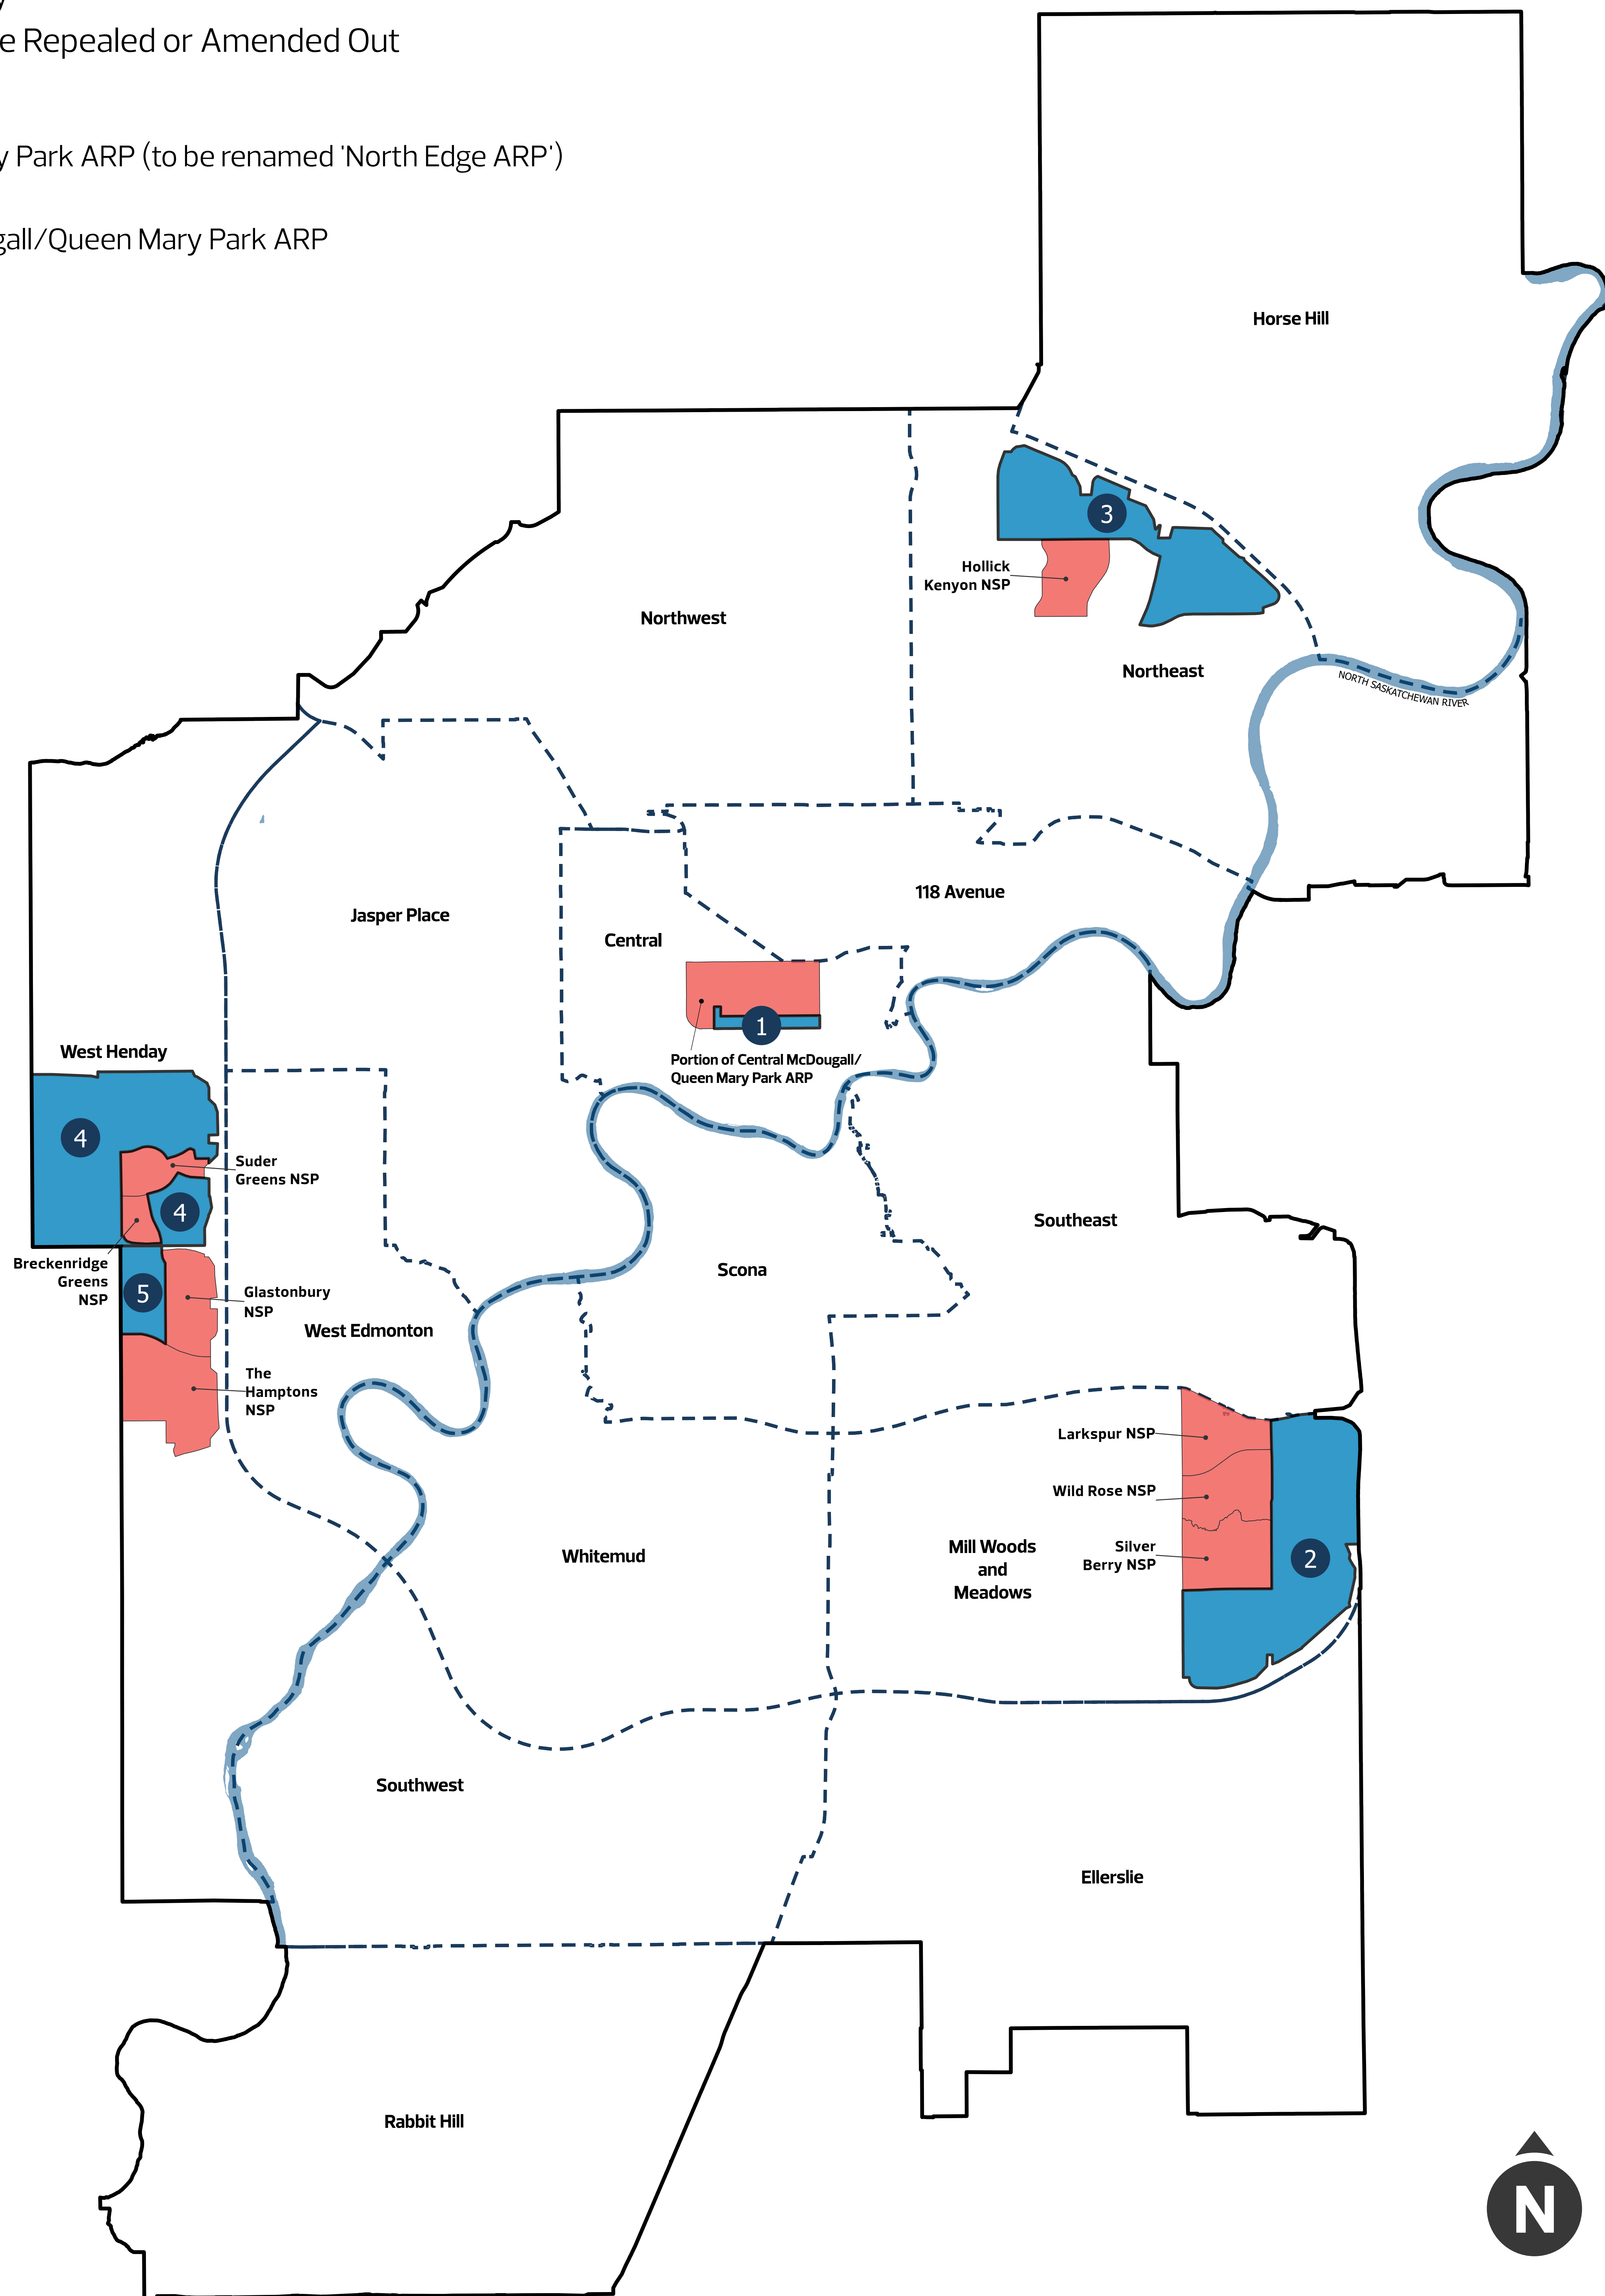 e Repealed or Amended Out
y Park ARP (to be renamed 'North Edge ARP')
gall/Queen Mary Park ARP
Horse Hill
3
Hollick
Kenyon NSP
Northwest
Northeast
NORTH SASKATCHEWAN RIVER
118 Avenue
Jasper Place
Central
1
Portion of Central McDougall/
Queen Mary Park ARP
West Henday
4
Suder
Greens NSP
4
Breckenridge
Greens
NSP
5
Glastonbury
NSP
West Edmonton
The
Hamptons
NSP
Southeast
Scona
Larkspur NSP
Wild Rose NSP
Silver
Berry NSP
2
Mill Woods
and
Meadows
Whitemud
Southwest
Ellerslie
Rabbit Hill
N